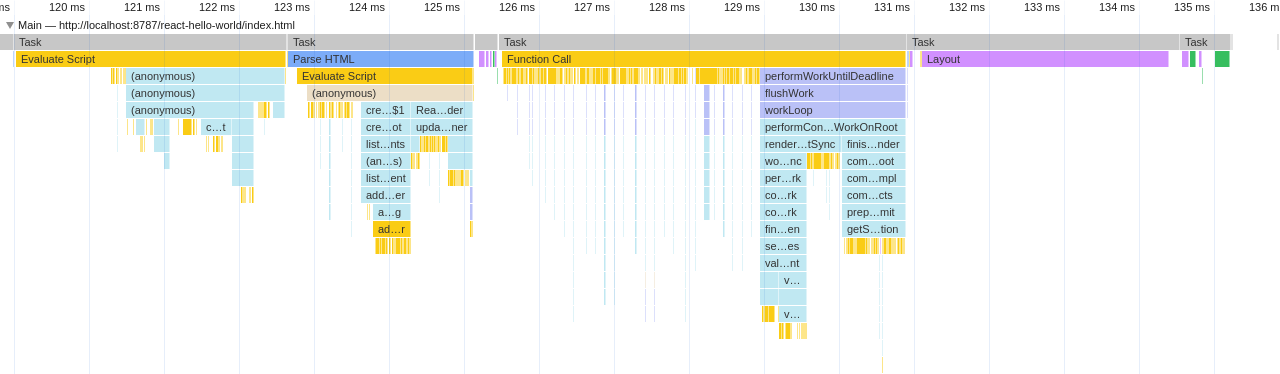 ms 120 ms 121 ms 122 ms 123 ms 124 ms 125 ms 126 ms 127 ms 128 ms 129 ms 130 ms 131 ms 132 ms 133 ms 134 ms 135 ms 136 m
Main — http://localhost:8787/react-hello-world/index.html
Task Task Task Task Task
Evaluate Script Parse HTML Function Call Layout
(anonymous) Evaluate Script performWorkUntilDeadline
(anonymous) (anonymous) flushWork
(anonymous) cre…$1 Rea…der workLoop
c…t cre…ot upda…ner performCon…WorkOnRoot
list…nts render…tSync finis…nder
(an…s) wo…nc com…oot
list…ent per…rk com…mpl
add…er co…rk com…cts
a…g co…rk prep…mit
ad…r fin…en getS…tion
se…es
val…nt
v…
v…